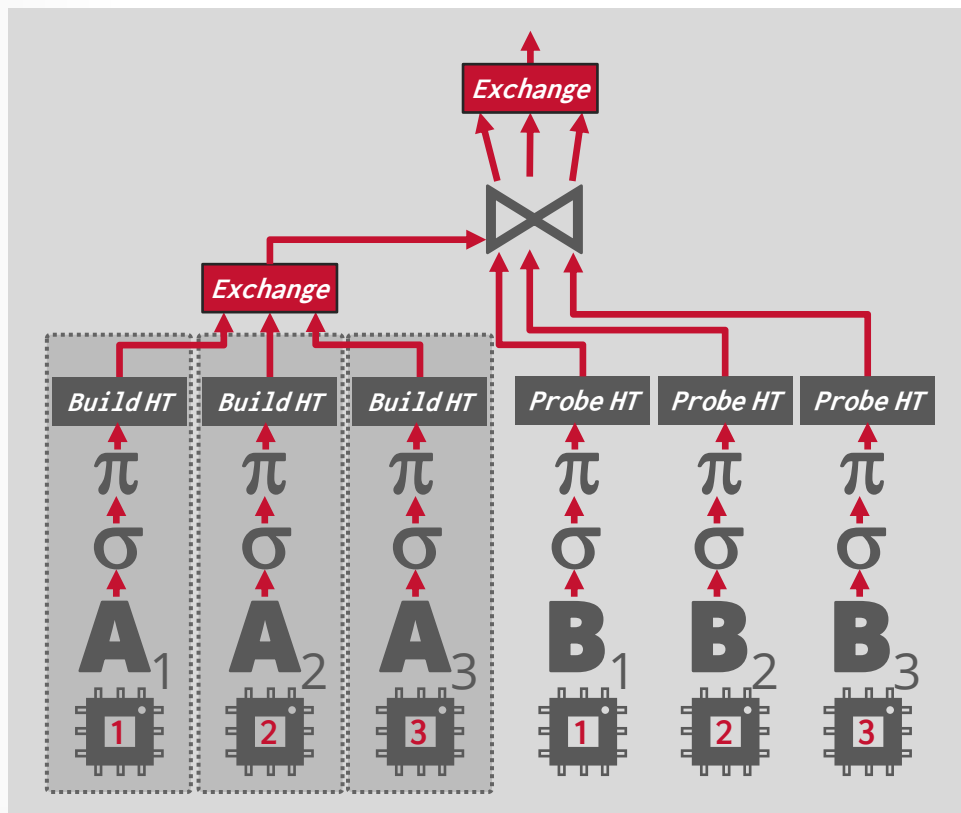 Exchange
Exchange
Build HT Build HT Build HT Probe HT Probe HT Probe HT
π π π π π π
σ σ σ σ σ σ
A1 A2 A3 B1 B2 B3
1 2 3 1 2 3